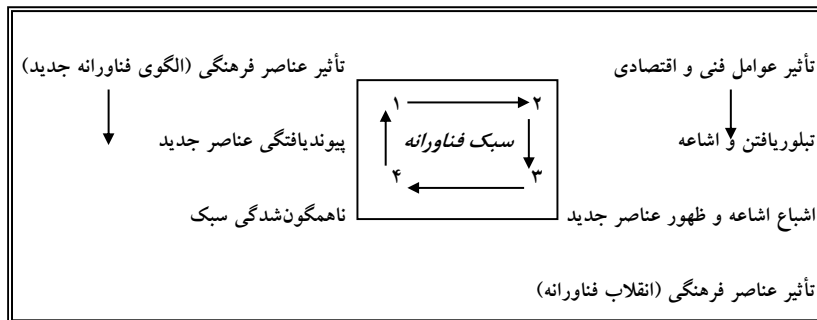 تأثیر عوامل فنی و اقتصادی
تأثیر عناصر فرهنگی (الگوی فناورانه جدید)
۱ ۲
تبلوریافتن و اشاعه
سبک فناورانه
پیوندیافتگی عناصر جدید
۴ ۳
اشباع اشاعه و ظهور عناصر جدید
ناهمگون‌شدگی سبک
تأثیر عناصر فرهنگی (انقلاب فناورانه)